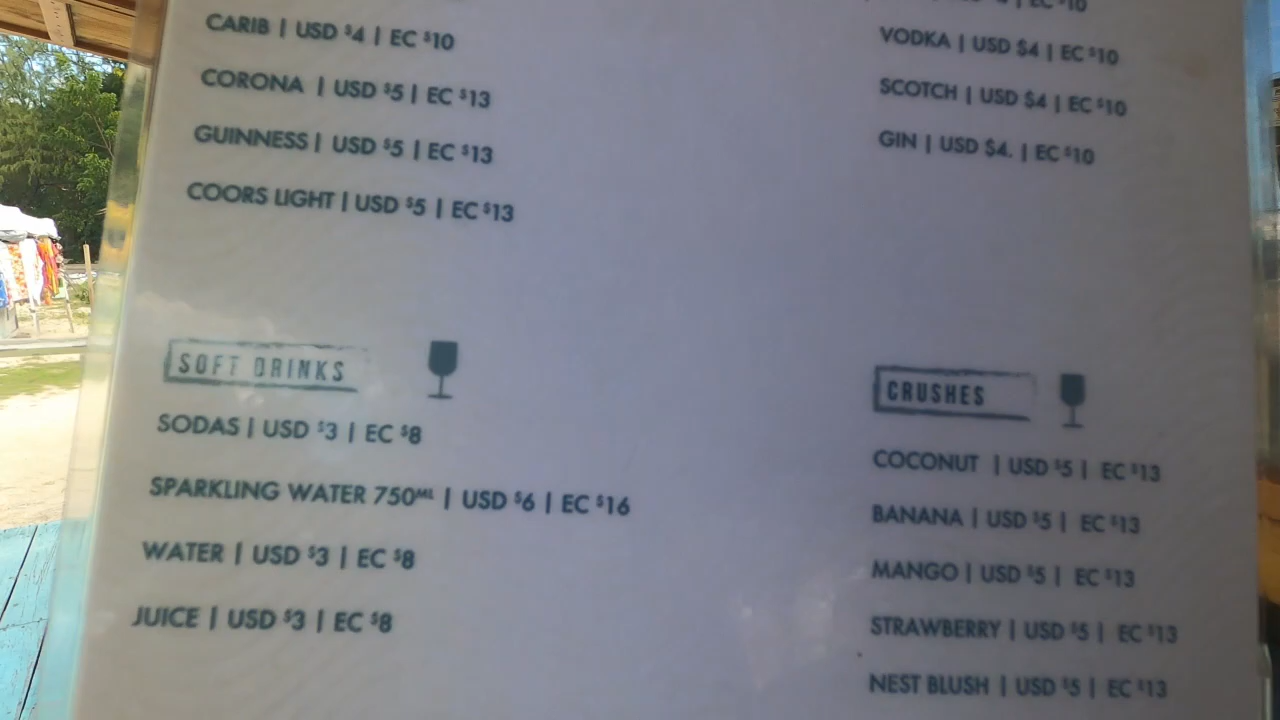 CARIB | USD $4 | EC $10
CORONA | USD $5 | EC $13
GUINNESS | USD $5 | EC $13
COORS LIGHT | USD $5 | EC $13
SOFT DRINKS
SODAS | USD $3 | EC $8
SPARKLING WATER 750ML | USD $6 | EC $16
WATER | USD $3 | EC $8
JUICE | USD $3 | EC $8
| EC $10
VODKA | USD $4 | EC $10
SCOTCH | USD $4 | EC $10
GIN | USD $4. | EC $10
CRUSHES
COCONUT | USD $5 | EC $13
BANANA | USD $5 | EC $13
MANGO | USD $5 | EC $13
STRAWBERRY | USD $5 | EC $13
NEST BLUSH | USD $5 | EC $13